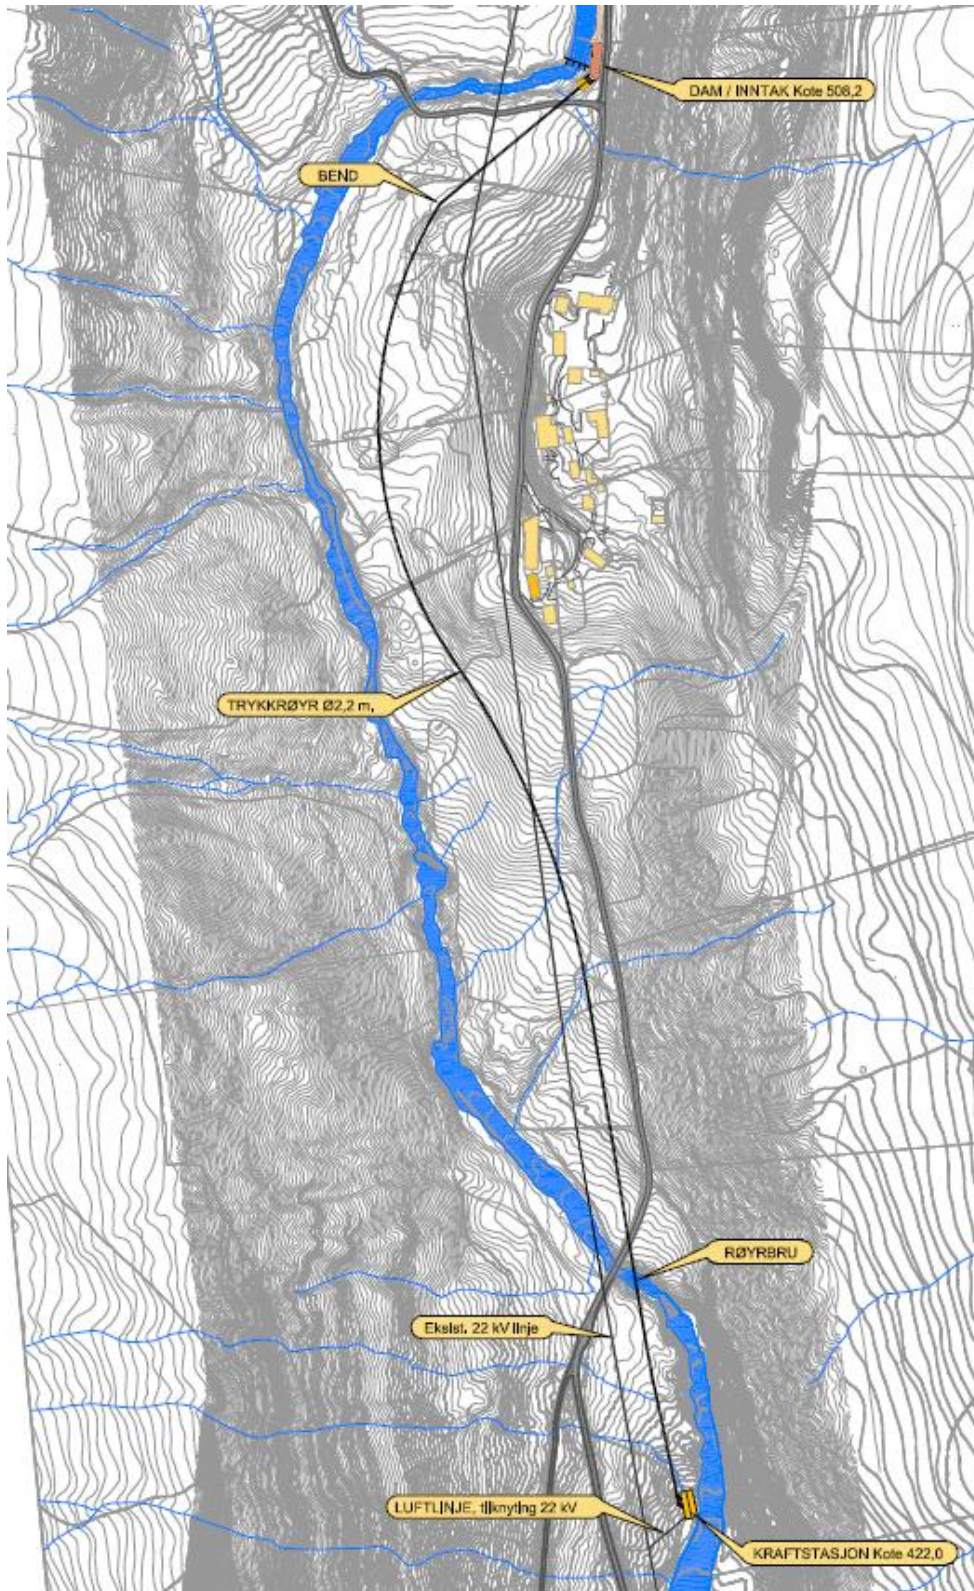 DAM / INNTAK Kote 508,2
BEND
TRYKKRØYR Ø2,2 m,
RØYRBRU
Eksist. 22 kV linje
LUFTLINJE, tilknyting 22 kV
KRAFTSTASJON Kote 422,0